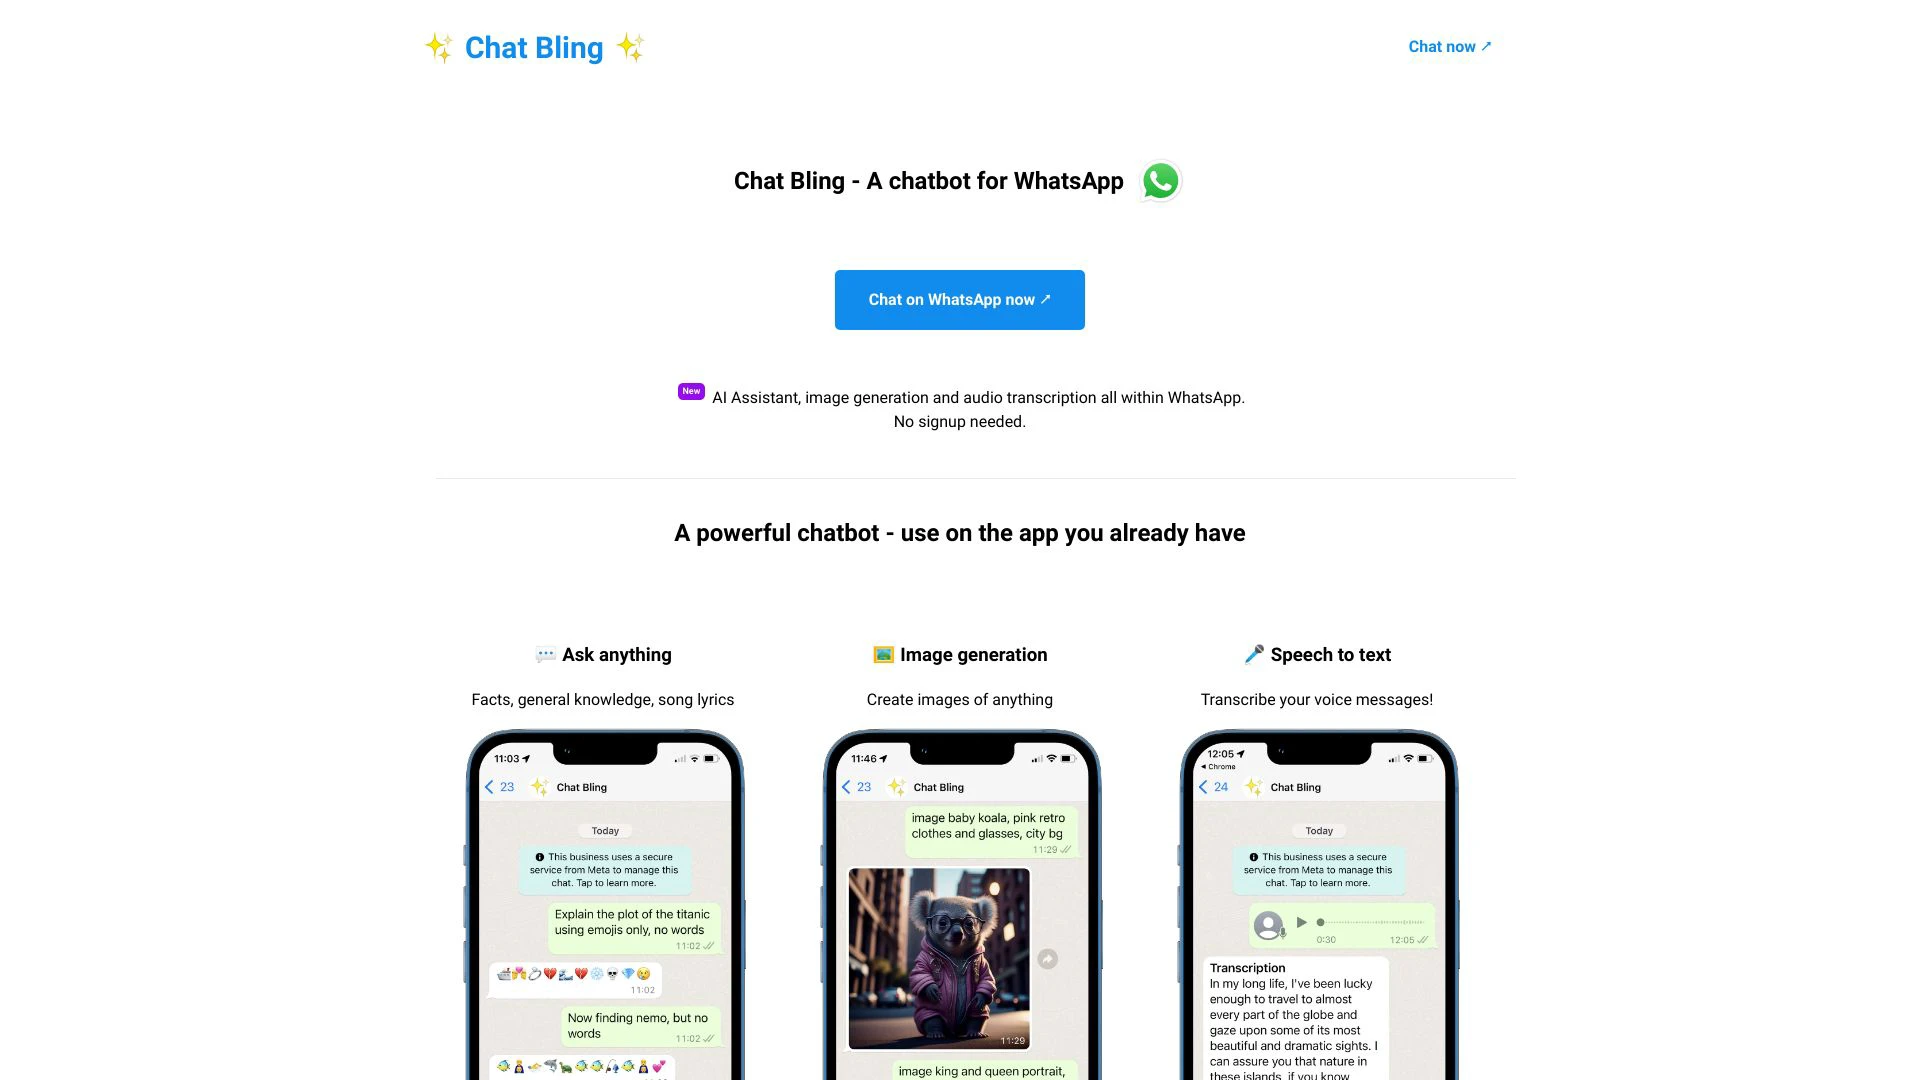 Chat Bling
Chat now ↗
Chat Bling - A chatbot for WhatsApp
Chat on WhatsApp now ↗
New AI Assistant, image generation and audio transcription all within WhatsApp.
No signup needed.
A powerful chatbot - use on the app you already have
Ask anything
Facts, general knowledge, song lyrics
11:03
23 Chat Bling
Today
This business uses a secure
service from Meta to manage this
chat. Tap to learn more.
Explain the plot of the titanic
using emojis only, no words
11:02
11:02
Now finding nemo, but no
words
11:02
Image generation
Create images of anything
11:46
23 Chat Bling
image baby koala, pink retro
clothes and glasses, city bg
11:29
11:29
image king and queen portrait,
Speech to text
Transcribe your voice messages!
12:05
Chrome
24 Chat Bling
Today
This business uses a secure
service from Meta to manage this
chat. Tap to learn more.
0:30 12:05
Transcription
In my long life, I've been lucky
enough to travel to almost
every part of the globe and
gaze upon some of its most
beautiful and dramatic sights. I
can assure you that nature in
these islands, if you know